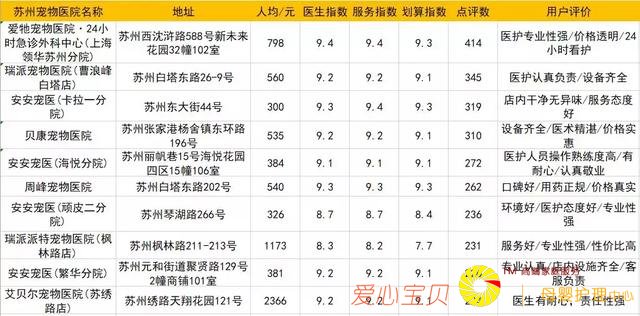 苏州宠物医院名称 地址 人均/元 医生指数 服务指数 划算指数 点评数 用户评价
爱牠宠物医院·24小
时急诊外科中心(上海
领华苏州分院) 苏州西沈浒路588号新未来
花园32幢102室 798 9.4 9.4 9.3 414 医护专业性强/价格透明/24
小时看护
瑞派宠物医院(曹浪峰
白塔店) 苏州白塔东路26-9号 560 9.2 9.2 9.1 345 医护认真负责/设备齐全
安安宠医(卡拉一分
院) 苏州东大街44号 300 9.3 9.4 9.3 319 店内干净无异味/服务态度
好
贝康宠物医院 苏州张家港杨舍镇东环路
196号 535 9.2 9.2 9.1 310 设备齐全/医术精湛/价格实
惠
安安宠医(海悦分院) 苏州丽帆巷15号海悦花园
四区15幢106室 384 9.1 9.1 9.1 272 医护人员操作熟练度高/有
耐心/认真敬业
周峰宠物医院 苏州白塔东路202号 540 9.3 9.3 9.3 262 口碑好/用药正规/价格真实
安安宠医(顽皮二分
院) 苏州琴湖路266号 326 8.7 8.7 8.4 236 环境好/医护态度好/专业性
强
瑞派派特宠物医院(枫
林路店) 苏州枫林路211-213号 1173 8.3 8.2 7.7 231 服务好/专业性强/性价比高
安安宠医(繁华分院) 苏州元和街道聚贤路129号
2幢商铺101室 381 9.2 9.2 9.1 专业认真/店内设施齐全/客
服负责
艾贝尔宠物医院(苏绣
路店) 苏州绣路天翔花园121号 2366 9.2 9.2 9.1 医生有耐心，责任性强
TM 高端家政服务
爱心宝贝 母婴护理中心